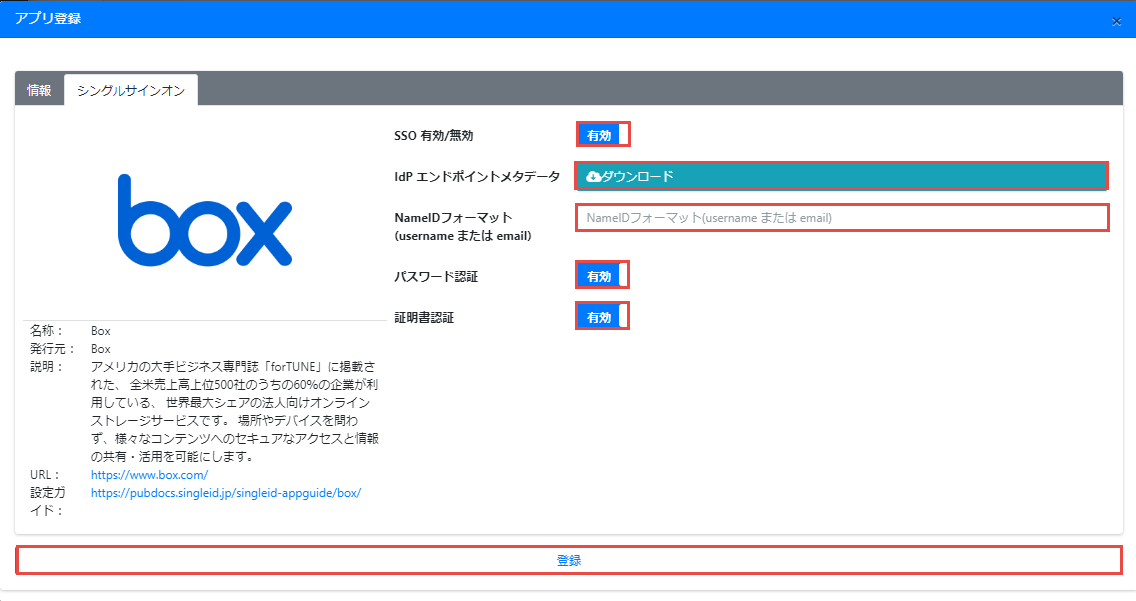 アプリ登録
×
情報
シングルサインオン
box
SSO 有効/無効
有効
IdP エンドポイントメタデータ
ダウンロード
NameIDフォーマット
(username または email)
NameIDフォーマット(username または email)
パスワード認証
有効
証明書認証
有効
名称： Box
発行元： Box
説明： アメリカの大手ビジネス専門誌「forTUNE」に掲載さ
れた、 全米売上高上位500社のうちの60%の企業が利
用している、 世界最大シェアの法人向けオンライン
ストレージサービスです。 場所やデバイスを問わ
ず、様々なコンテンツへのセキュアなアクセスと情報
の共有・活用を可能にします。
URL： https://www.box.com/
設定ガ https://pubdocs.singleid.jp/singleid-appguide/box/
イド：
登録